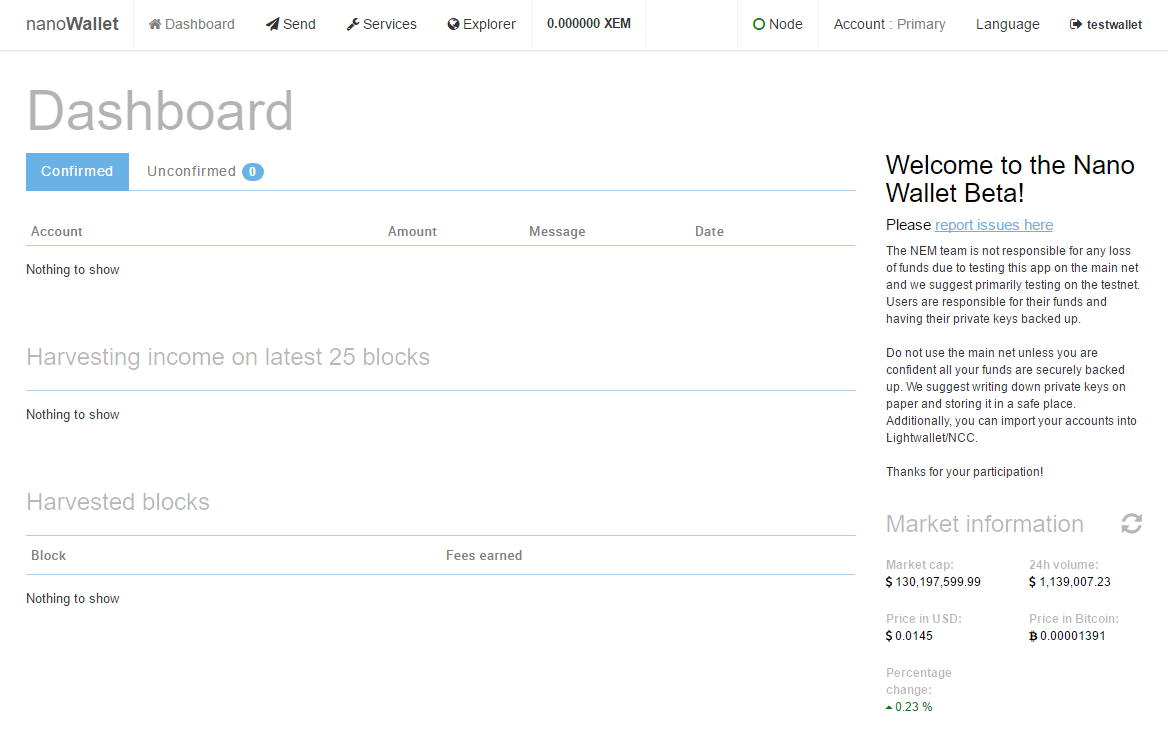 nanoWallet
Dashboard
Send
Services
Explorer
0.000000 XEM
Node
Account : Primary
Language
testwallet
Dashboard
Confirmed
Unconfirmed 0
Account Amount Message Date
Nothing to show
Harvesting income on latest 25 blocks
Nothing to show
Harvested blocks
Block Fees earned
Nothing to show
Welcome to the Nano
Wallet Beta!
Please report issues here
The NEM team is not responsible for any loss
of funds due to testing this app on the main net
and we suggest primarily testing on the testnet.
Users are responsible for their funds and
having their private keys backed up.
Do not use the main net unless you are
confident all your funds are securely backed
up. We suggest writing down private keys on
paper and storing it in a safe place.
Additionally, you can import your accounts into
Lightwallet/NCC.
Thanks for your participation!
Market information
Market cap:
$ 130,197,599.99
24h volume:
$ 1,139,007.23
Price in USD:
$ 0.0145
Price in Bitcoin:
₿ 0.00001391
Percentage
change:
0.23 %